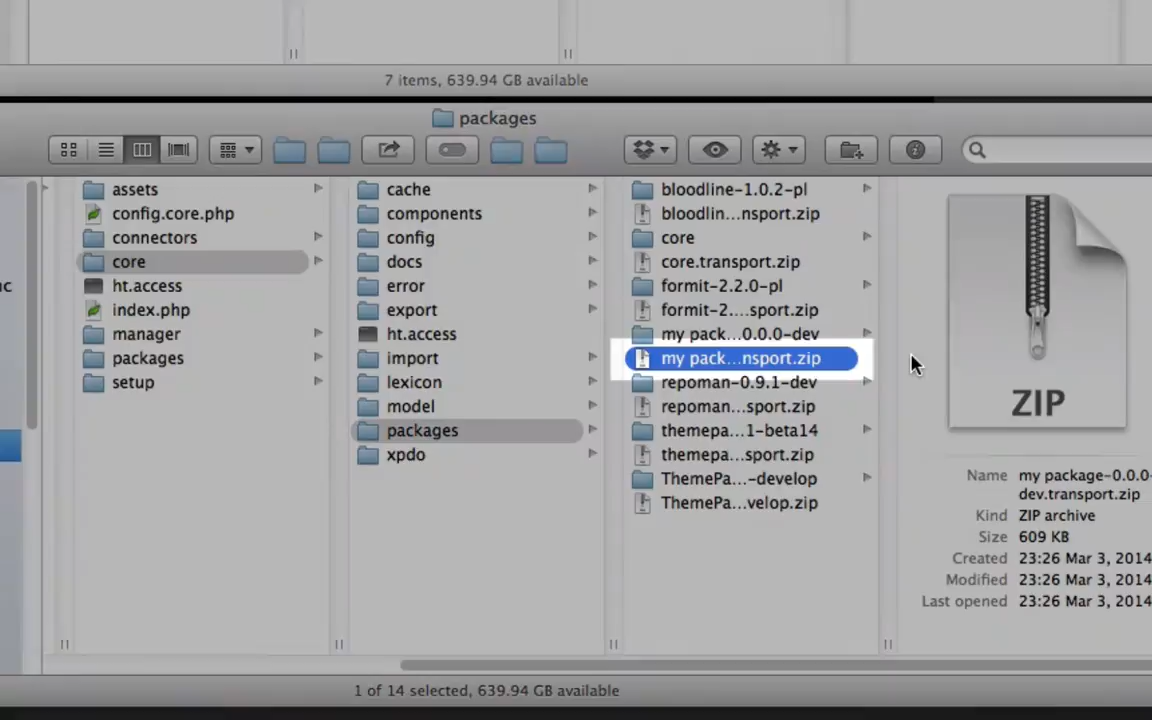 7 items, 639.94 GB available
packages
assets
config.core.php
connectors
core
ht.access
index.php
manager
packages
setup
cache
components
config
docs
error
export
ht.access
import
lexicon
model
packages
xpdo
bloodline-1.0.2-pl
bloodlin...nsport.zip
core
core.transport.zip
formit-2.2.0-pl
formit-2....sport.zip
my pack...0.0.0-dev
my pack...nsport.zip
repoman-0.9.1-dev
repoman...sport.zip
themepa...1-beta14
themepa...sport.zip
ThemePa...-develop
ThemePa...velop.zip
ZIP
Name my package-0.0.0-
dev.transport.zip
Kind ZIP archive
Size 609 KB
Created 23:26 Mar 3, 2014
Modified 23:26 Mar 3, 2014
Last opened 23:26 Mar 3, 2014
1 of 14 selected, 639.94 GB available